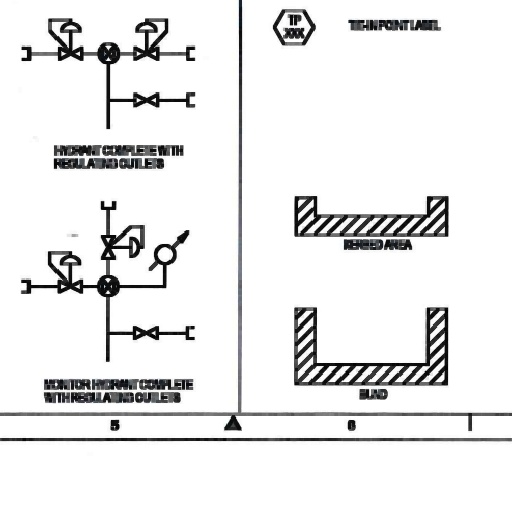 HYDRANT COMPLETE WITH
REGULATING OUTLETS
MONITOR HYDRANT COMPLETE
WITH REGULATING OUTLETS
5
TP
XXX
TIE-IN POINT LABEL
KERBED AREA
BUND
6